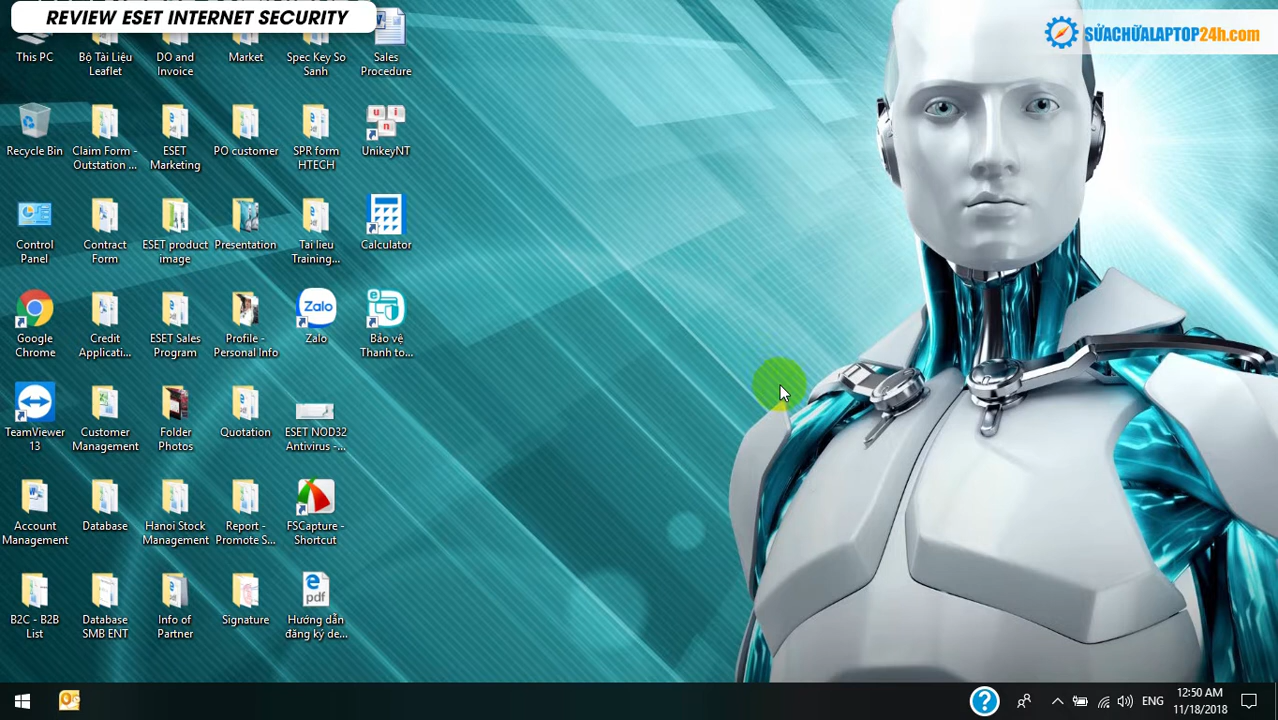 REVIEW ESET INTERNET SECURITY
SỬACHỮALAPTOP24h.com
This PC
Bộ Tài Liệu
Leaflet
DO and
Invoice
Market
Spec Key So
Sanh
Sales
Procedure
Recycle Bin
Claim Form -
Outstation ...
ESET
Marketing
PO customer
SPR form
HTECH
UnikeyNT
Control
Panel
Contract
Form
ESET product
image
Presentation
Tai lieu
Training...
Calculator
Google
Chrome
Credit
Applicati...
ESET Sales
Program
Profile -
Personal Info
Zalo
Zalo
Bảo vệ
Thanh to...
TeamViewer
13
Customer
Management
Folder
Photos
Quotation
ESET NOD32
Antivirus -...
Account
Management
Database
Hanoi Stock
Management
Report -
Promote S...
FSCapture -
Shortcut
B2C - B2B
List
Database
SMB ENT
Info of
Partner
Signature
pdf
Hướng dẫn
đăng ký de...
ENG
12:50 AM
11/18/2018